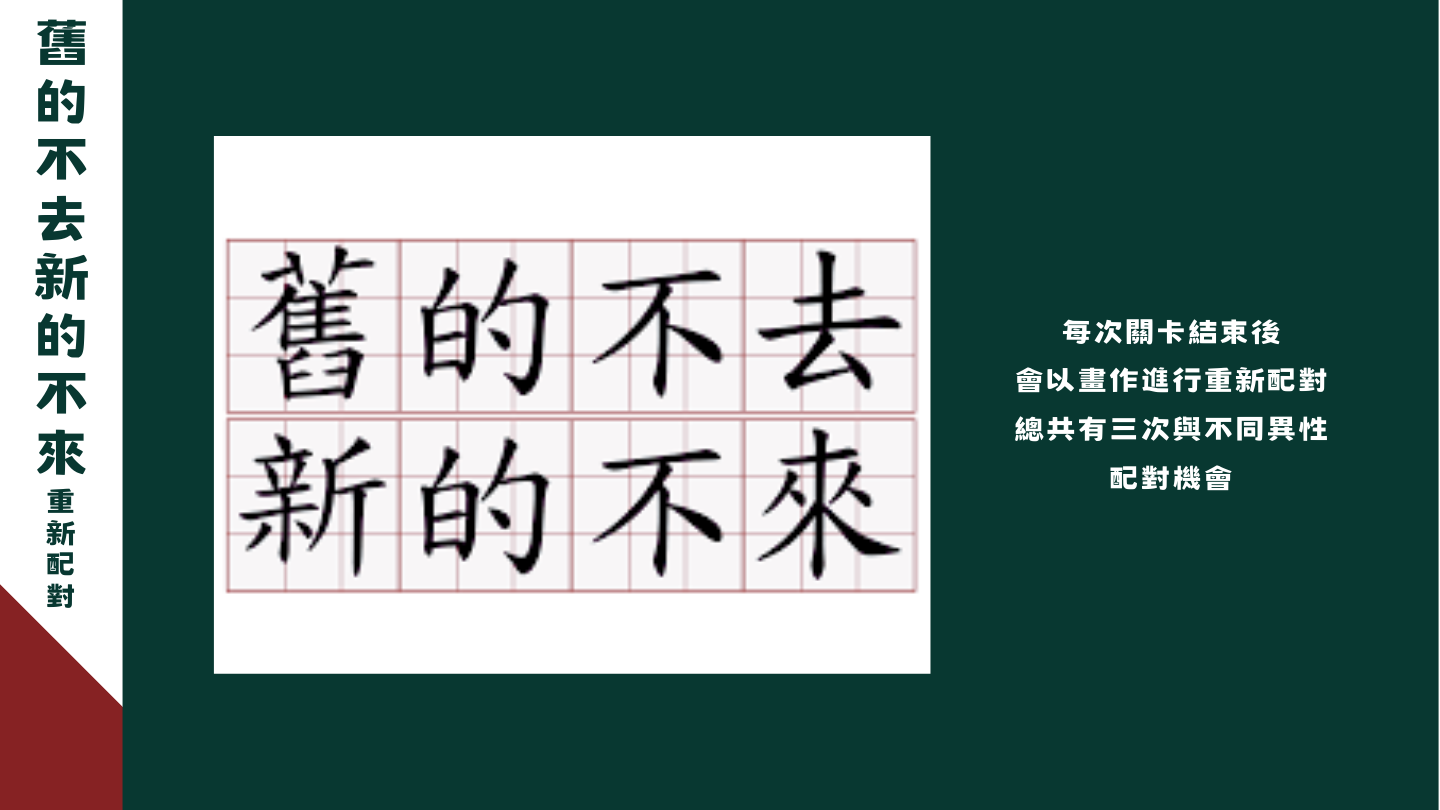 舊的不去新的不來
重新配對
舊的不去
新的不來
每次關卡結束後
會以畫作進行重新配對
總共有三次與不同異性
配對機會